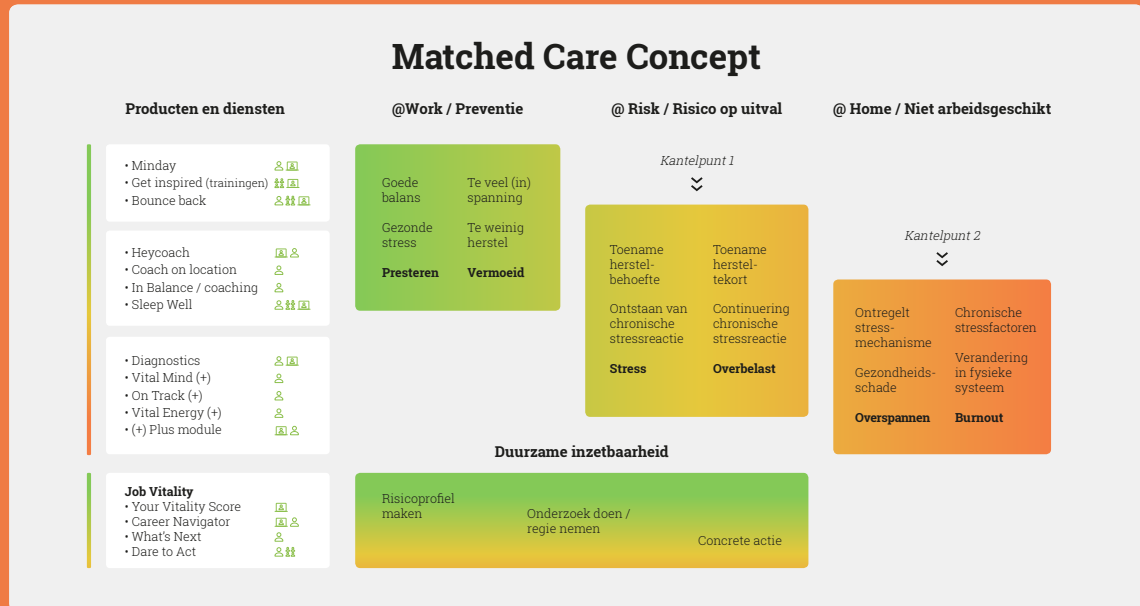 Matched Care Concept
Producten en diensten
• Minday
• Get inspired (trainingen)
• Bounce back
• Heycoach
• Coach on location
• In Balance / coaching
• Sleep Well
• Diagnostics
• Vital Mind (+)
• On Track (+)
• Vital Energy (+)
• (+) Plus module
Job Vitality
• Your Vitality Score
• Career Navigator
• What's Next
• Dare to Act
@Work / Preventie
Goede
balans
Gezonde
stress
Presteren
Te veel (in)
spanning
Te weinig
herstel
Vermoeid
@ Risk / Risico op uitval
Kantelpunt 1
Toename
herstel-
behoefte
Ontstaan van
chronische
stressreactie
Stress
Toename
herstel-
tekort
Continuering
chronische
stressreactie
Overbelast
@ Home / Niet arbeidsgeschikt
Kantelpunt 2
Ontregelt
stress-
mechanisme
Gezondheids-
schade
Overspannen
Chronische
stressfactoren
Verandering
in fysieke
systeem
Burnout
Duurzame inzetbaarheid
Risicoprofiel
maken
Onderzoek doen /
regie nemen
Concrete actie